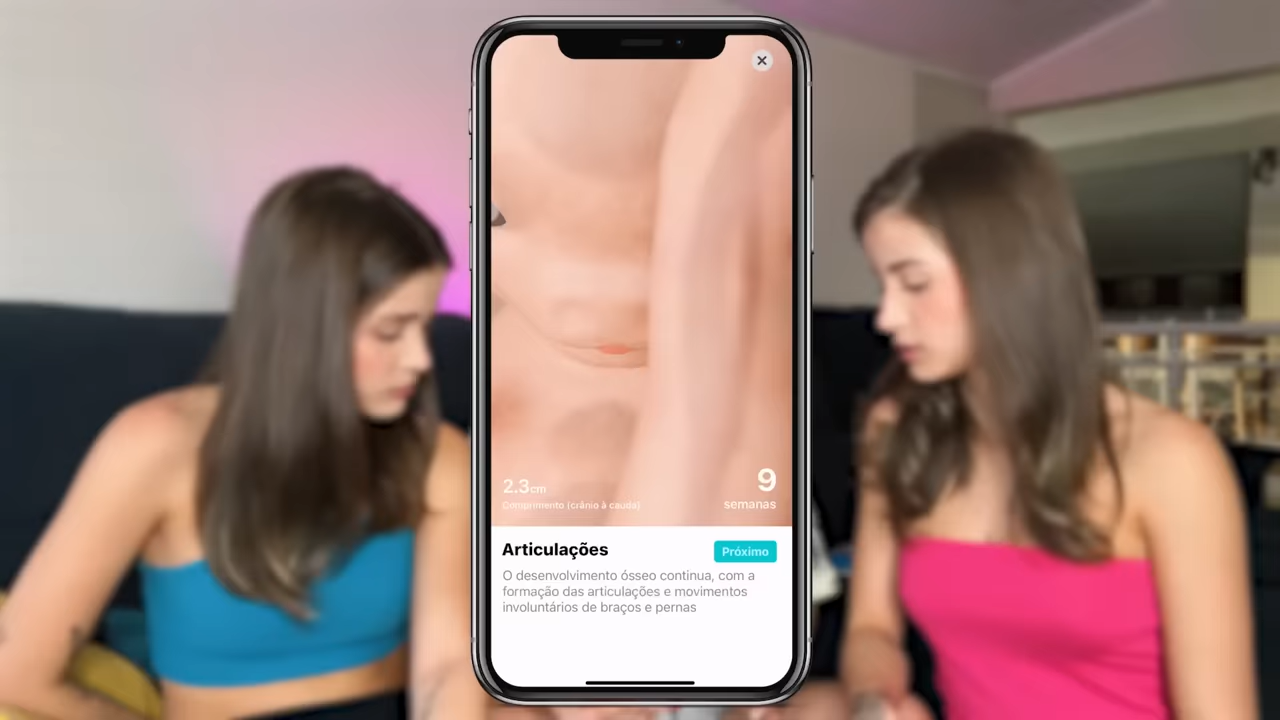 2.3cm
Comprimento (crânio à cauda)
9
semanas
Articulações
Próximo
O desenvolvimento ósseo continua, com a
formação das articulações e movimentos
involuntários de braços e pernas